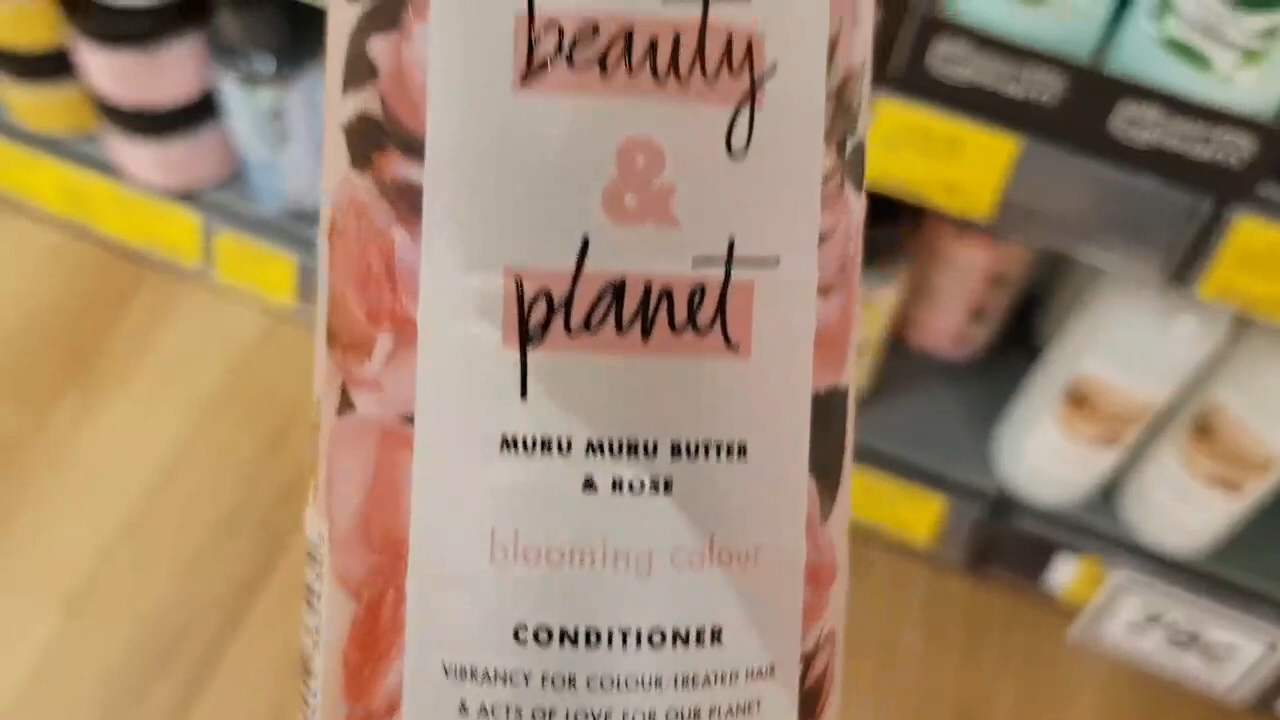 beauty
&
planet
MURU MURU BUTTER
& ROSE
blooming colour
CONDITIONER
VIBRANCY FOR COLOUR-TREATED HAIR
& ACTS OF LOVE FOR OUR PLANET